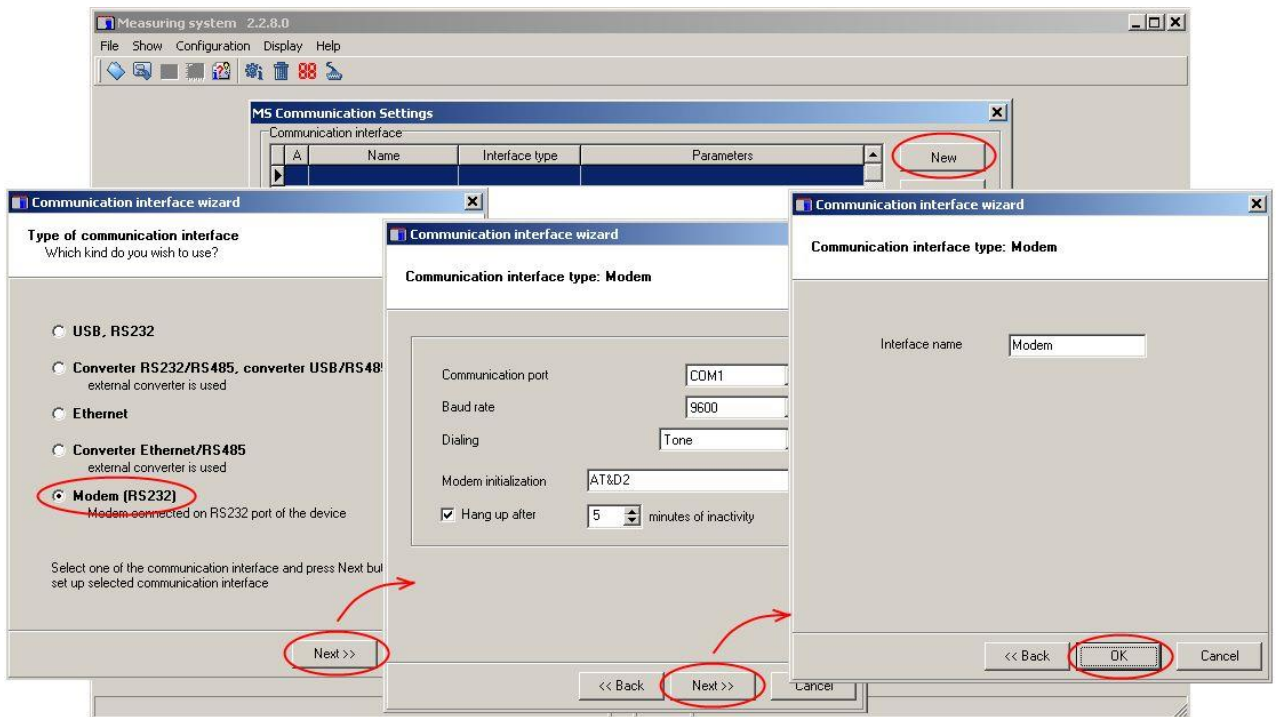 Measuring system 2.2.8.0
File Show Configuration Display Help
88
MS Communication Settings
Communication interface
A Name Interface type Parameters
New
Communication interface wizard
Type of communication interface
Which kind do you wish to use?
USB, RS232
Converter RS232/RS485, converter USB/RS48
external converter is used
Ethernet
Converter Ethernet/RS485
external converter is used
Modem (RS232)
Modem connected on RS232 port of the device
Select one of the communication interface and press Next but
set up selected communication interface
Next >>
Communication interface wizard
Communication interface type: Modem
Communication port COM1
Baud rate 9600
Dialing Tone
Modem initialization AT&D2
Hang up after 5 minutes of inactivity
<< Back Next >> Cancel
Communication interface wizard
Communication interface type: Modem
Interface name Modem
<< Back OK Cancel